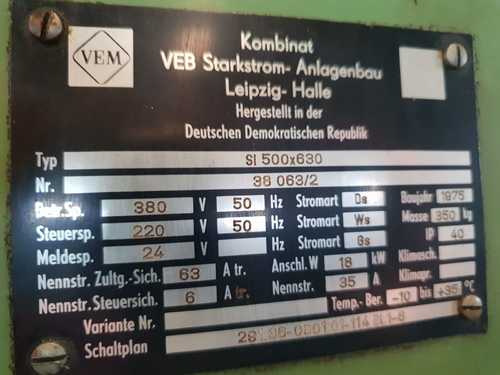 VEM
Kombinat
VEB Starkstrom-Anlagenbau
Leipzig-Halle
Hergestellt in der
Deutschen Demokratischen Republik
Typ SI 500x630
Nr. 38 063/2
Betr.Sp. 380 V 50 Hz Stromart Ds Baujahr 1975
Steuersp. 220 V 50 Hz Stromart Ws Masse 350 kg
Meldesp. 24 V Hz Stromart Gs IP 40
Nennstr. Zultg.-Sich. 63 A tr. Anschl. W 18 kW Klimasch.
Nennstr. Steuersich. 6 A tr. Nennstr. 35 A Klimapr.
Temp.-Ber. -10 bis +35 °C
Variante Nr.
Schaltplan